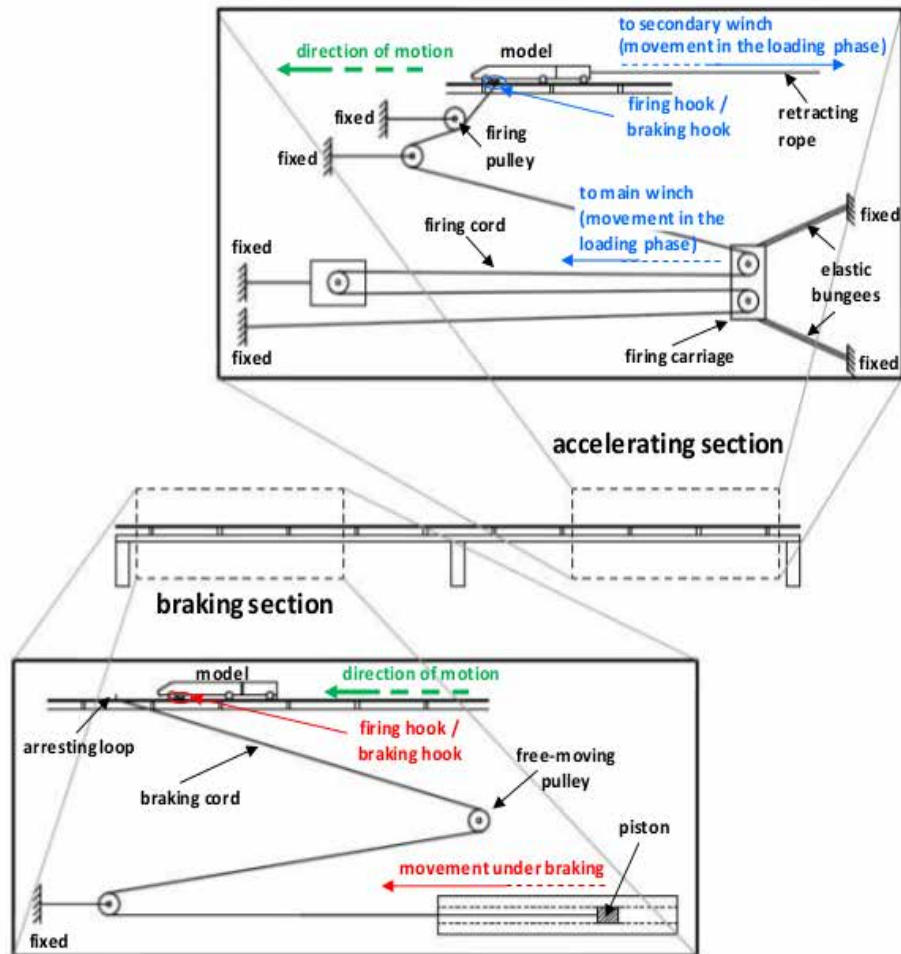 to secondary winch
(movement in the loading phase)
direction of motion
model
firing hook /
braking hook
retracting
rope
fixed
firing
pulley
fixed
to main winch
(movement in the
loading phase)
firing cord
fixed
fixed
elastic
bungees
fixed
firing carriage
fixed
accelerating section
braking section
model
direction of motion
firing hook /
braking hook
arresting loop
braking cord
free-moving
pulley
piston
movement under braking
fixed